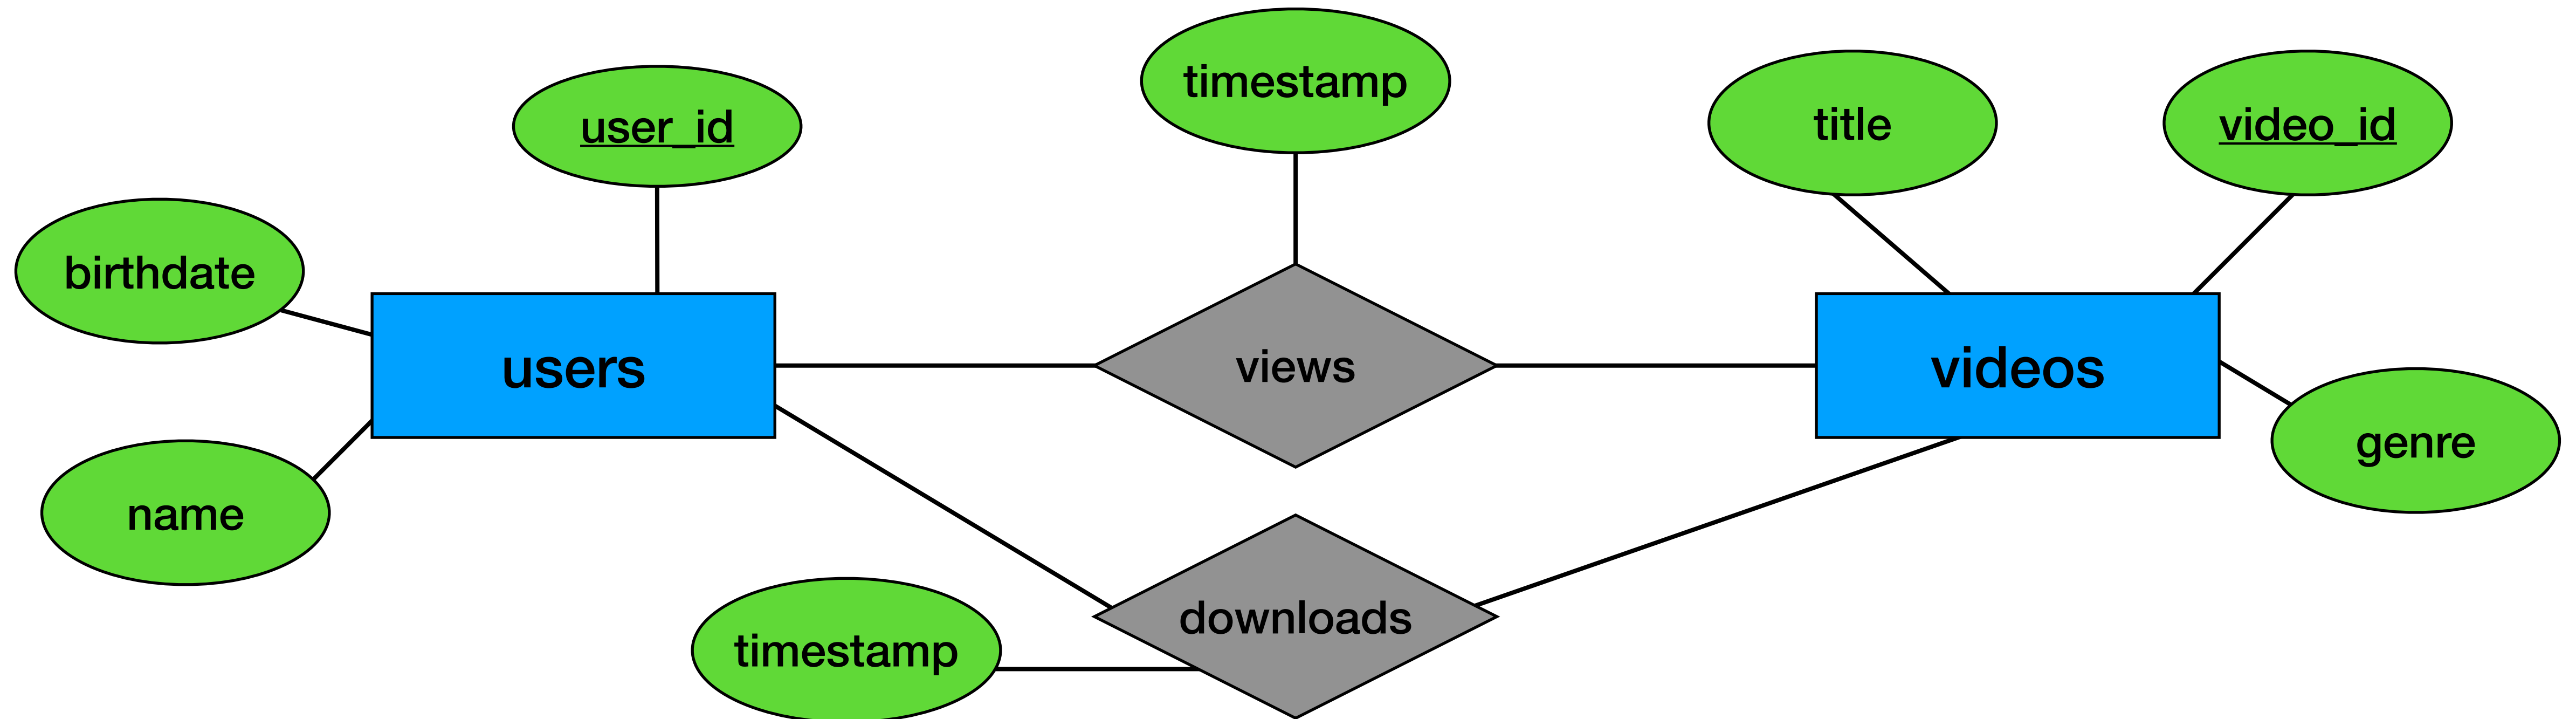 timestamp
title
video_id
user_id
birthdate
users
views
videos
genre
name
downloads
timestamp